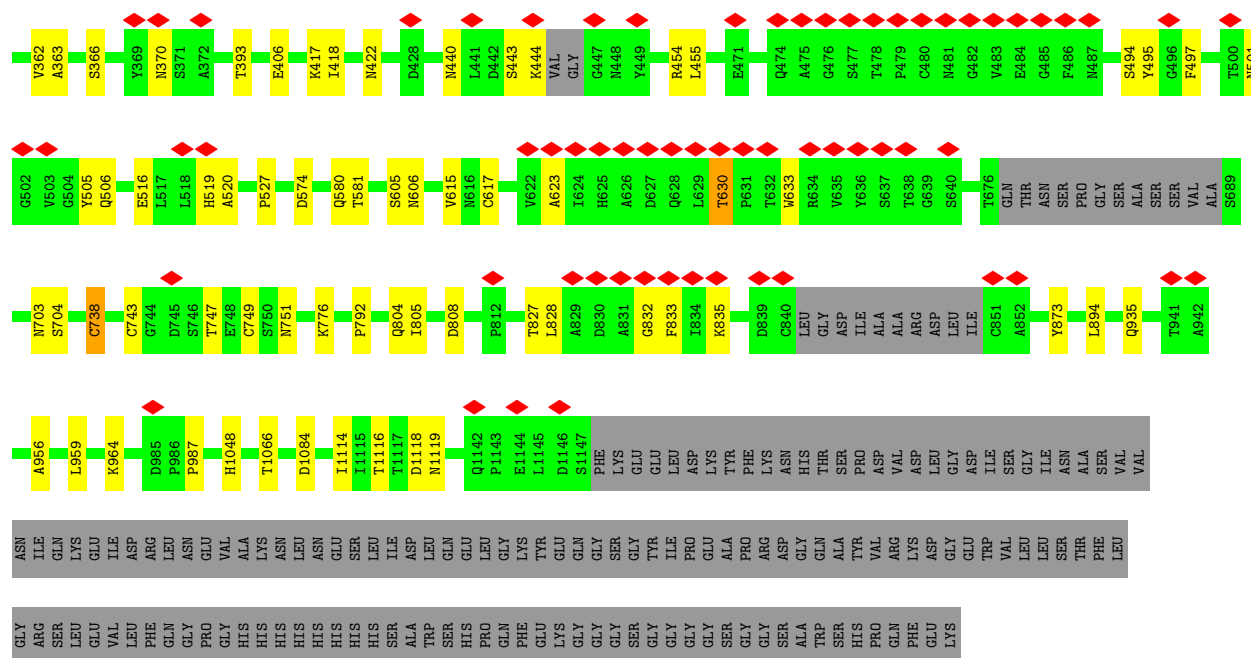 V362 A363 S366 Y369 N370 S371 A372 T393 E406 K417 I418 N422 D428 N440 L441 D442 S443 K444 VAL GLY G447 N448 Y449 R454 L455 E471 Q474 A475 G476 S477 T478 P479 C480 N481 G482 V483 E484 G485 F486 N487 S494 Y495 G496 F497 T500 N501
G502 V503 G504 Y505 Q506 E516 L517 L518 H519 A520 P527 D574 Q580 T581 S605 N606 V615 N616 C617 V622 A623 I624 H625 A626 D627 Q628 L629 T630 P631 T632 W633 R634 V635 Y636 S637 T638 G639 S640 T676 GLN THR ASN SER PRO GLY SER ALA SER SER VAL ALA S689
N703 S704 C738 C743 G744 D745 S746 T747 E748 C749 S750 N751 K776 P792 Q804 I805 D808 P812 T827 L828 A829 D830 A831 G832 F833 I834 K835 D839 C840 LEU GLY ASP ILE ALA ALA ARG ASP LEU ILE C851 A852 Y873 L894 Q935 T941 A942
A956 L959 K964 D985 P986 P987 H1048 T1066 D1084 I1114 I1115 T1116 T1117 D1118 N1119 Q1142 P1143 E1144 L1145 D1146 S1147 PHE LYS GLU GLU LEU ASP LYS TYR PHE LYS ASN HIS THR SER PRO ASP VAL ASP LEU GLY ASP ILE SER GLY ILE ASN ALA SER VAL VAL
ASN ILE GLN LYS GLU ILE ASP ARG LEU ASN GLU VAL ALA LYS ASN LEU ASN GLU SER LEU ILE ASP LEU GLN GLU LEU GLY LYS TYR GLU GLN GLY SER GLY TYR ILE PRO GLU ALA PRO ARG ASP GLY GLN ALA TYR VAL ARG LYS ASP GLY GLU TRP VAL LEU LEU SER THR PHE LEU
GLY ARG SER LEU GLU VAL LEU PHE GLN GLY PRO GLY HIS HIS HIS HIS HIS HIS HIS HIS SER ALA TRP SER HIS PRO GLN PHE GLU LYS GLY GLY GLY SER GLY GLY GLY GLY SER GLY GLY SER ALA TRP SER HIS PRO GLN PHE GLU LYS